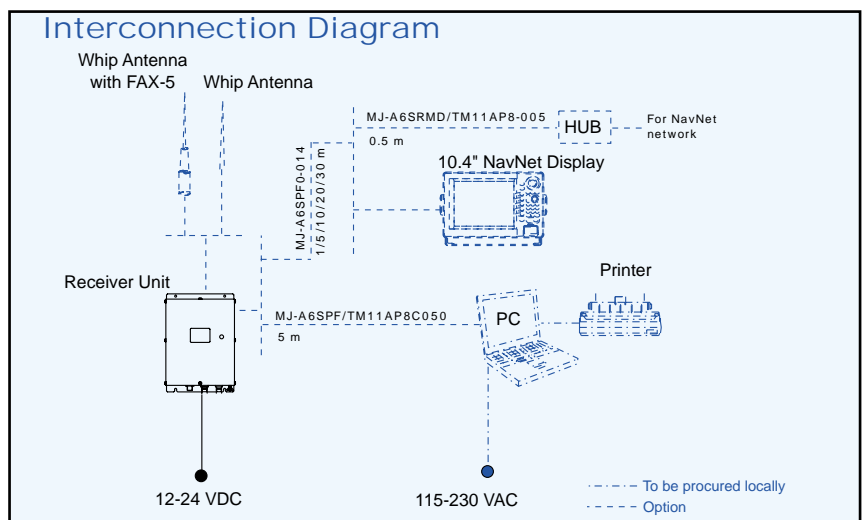 Interconnection Diagram
Whip Antenna
with FAX-5
Whip Antenna
MJ-A6SRMD/TM11AP8-005
0.5 m
HUB
For NavNet
network
MJ-A6SPF0-014
1/5/10/20/30 m
10.4" NavNet Display
Receiver Unit
Printer
MJ-A6SPF/TM11AP8C050
5 m
PC
12-24 VDC
115-230 VAC
To be procured locally
Option